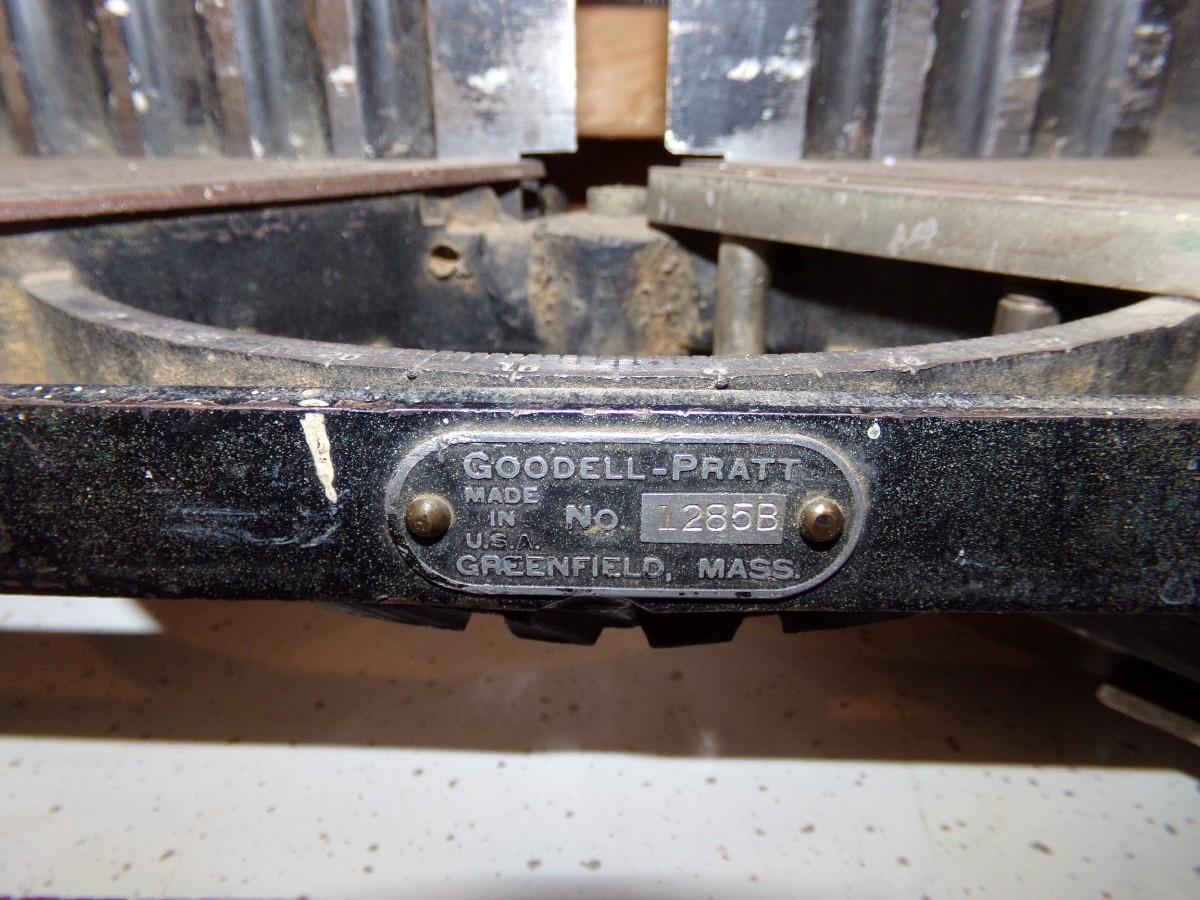 GOODELL-PRATT
MADE
IN
U.S.A.
No. 1285B
GREENFIELD, MASS.